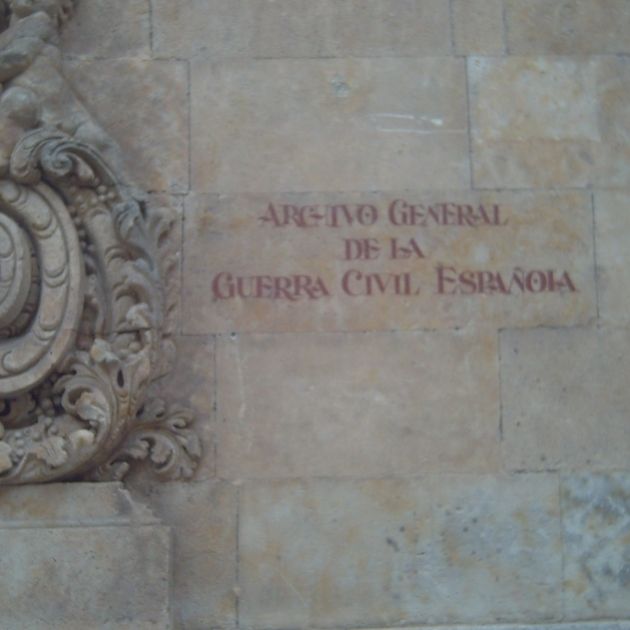 ARCHIVO GENERAL
DE LA
GUERRA CIVIL ESPAÑOLA